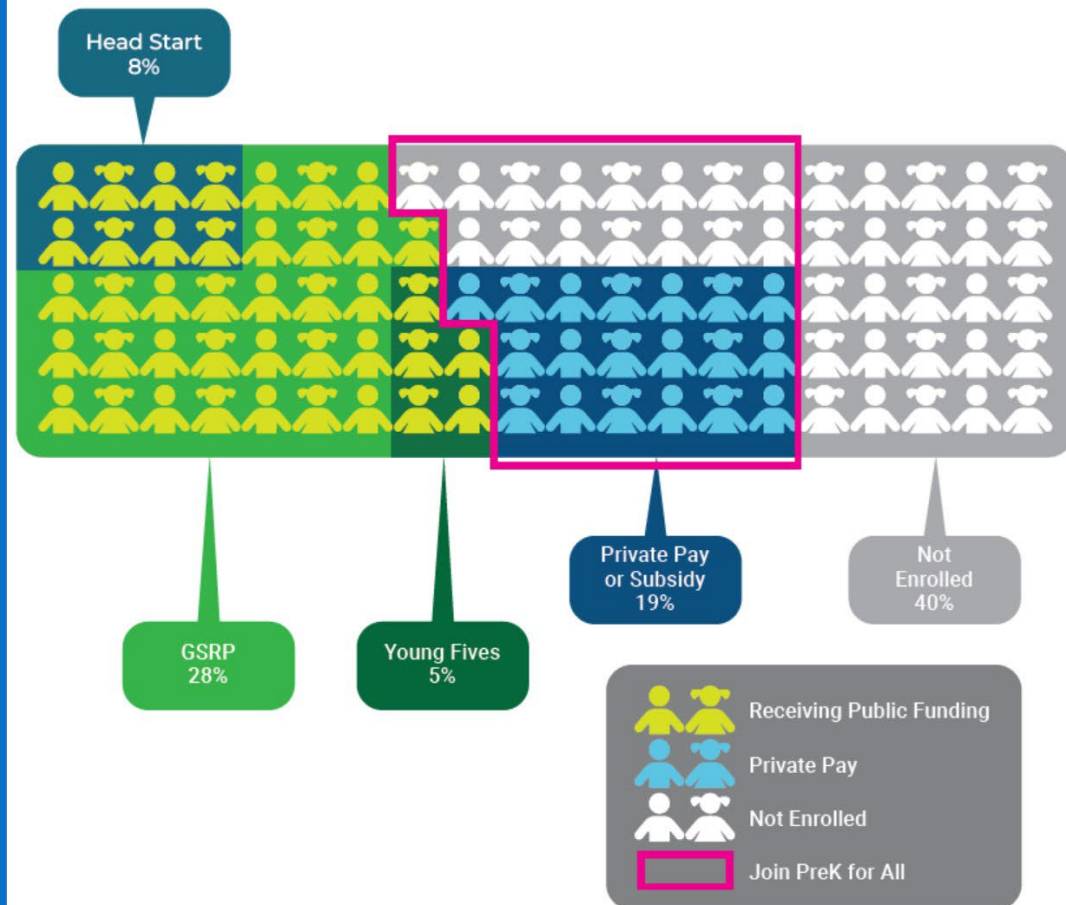 Head Start
8%
GSRP
28%
Young Fives
5%
Private Pay
or Subsidy
19%
Not
Enrolled
40%
Receiving Public Funding
Private Pay
Not Enrolled
Join PreK for All